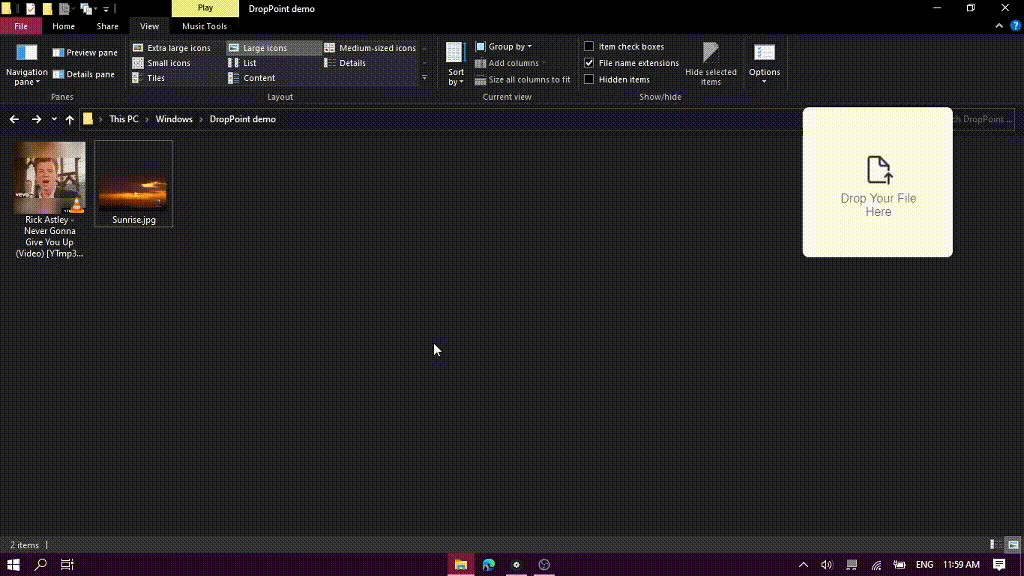 Play
DropPoint demo
File
Home
Share
View
Music Tools
Navigation
pane
Preview pane
Details pane
Panes
Extra large icons
Large icons
Medium-sized icons
Small icons
List
Details
Tiles
Content
Layout
Sort
by
Group by
Add columns
Size all columns to fit
Current view
Item check boxes
File name extensions
Hidden items
Hide selected
items
Show/hide
Options
This PC
Windows
DropPoint demo
DropPoint ...
vevo
Rick Astley -
Never Gonna
Give You Up
(Video) [YTmp3...
Sunrise.jpg
Drop Your File
Here
2 items
ENG
11:59 AM